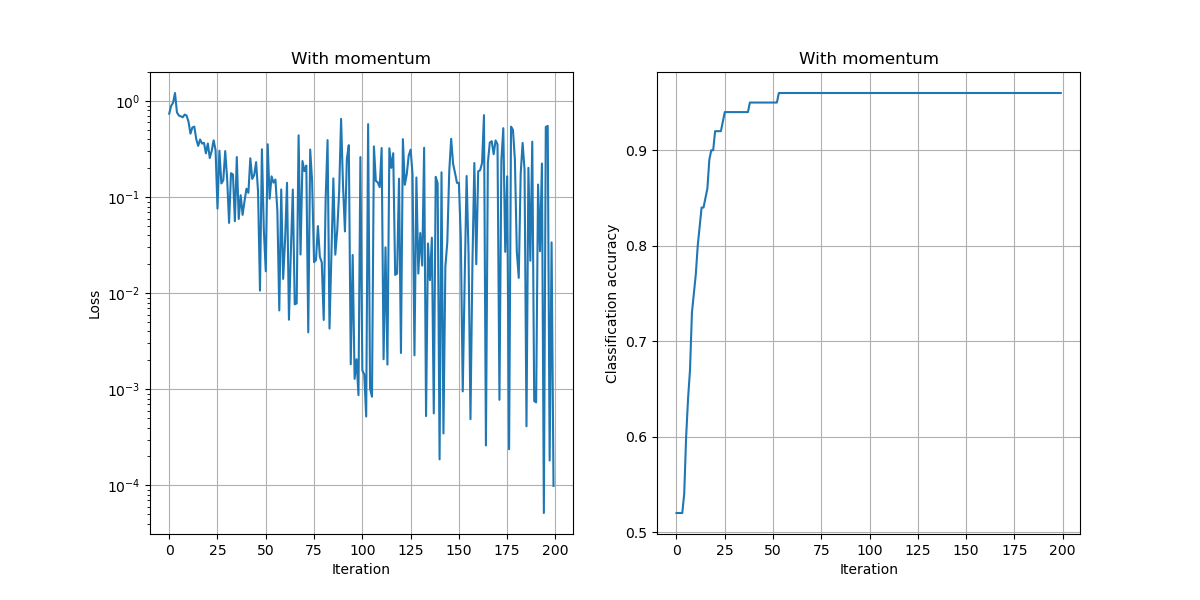 With momentum
10^0
10^-1
10^-2
10^-3
10^-4
Loss
0 25 50 75 100 125 150 175 200
Iteration
With momentum
0.9
0.8
0.7
0.6
0.5
Classification accuracy
0 25 50 75 100 125 150 175 200
Iteration